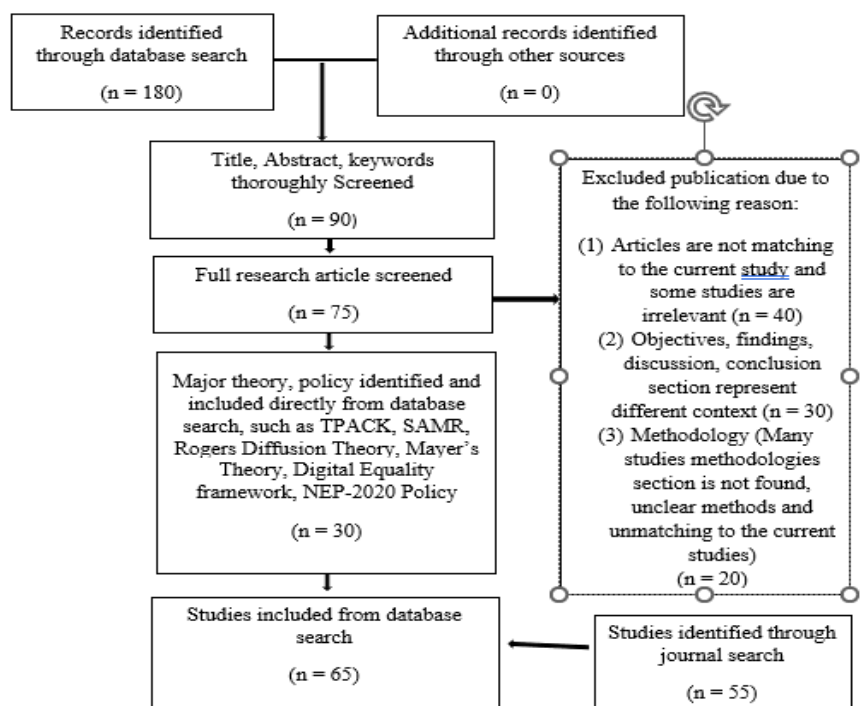 Records identified
through database search
(n = 180)
Additional records identified
through other sources
(n = 0)
Title, Abstract, keywords
thoroughly Screened
(n = 90)
Full research article screened
(n = 75)
Excluded publication due to
the following reason:
(1) Articles are not matching
to the current study and
some studies are
irrelevant (n = 40)
(2) Objectives, findings,
discussion, conclusion
section represent
different context (n = 30)
(3) Methodology (Many
studies methodologies
section is not found,
unclear methods and
unmatching to the current
studies)
(n = 20)
Major theory, policy identified and
included directly from database
search, such as TPACK, SAMR,
Rogers Diffusion Theory, Mayer’s
Theory, Digital Equality
framework, NEP-2020 Policy
(n = 30)
Studies included from database
search
(n = 65)
Studies identified through
journal search
(n = 55)